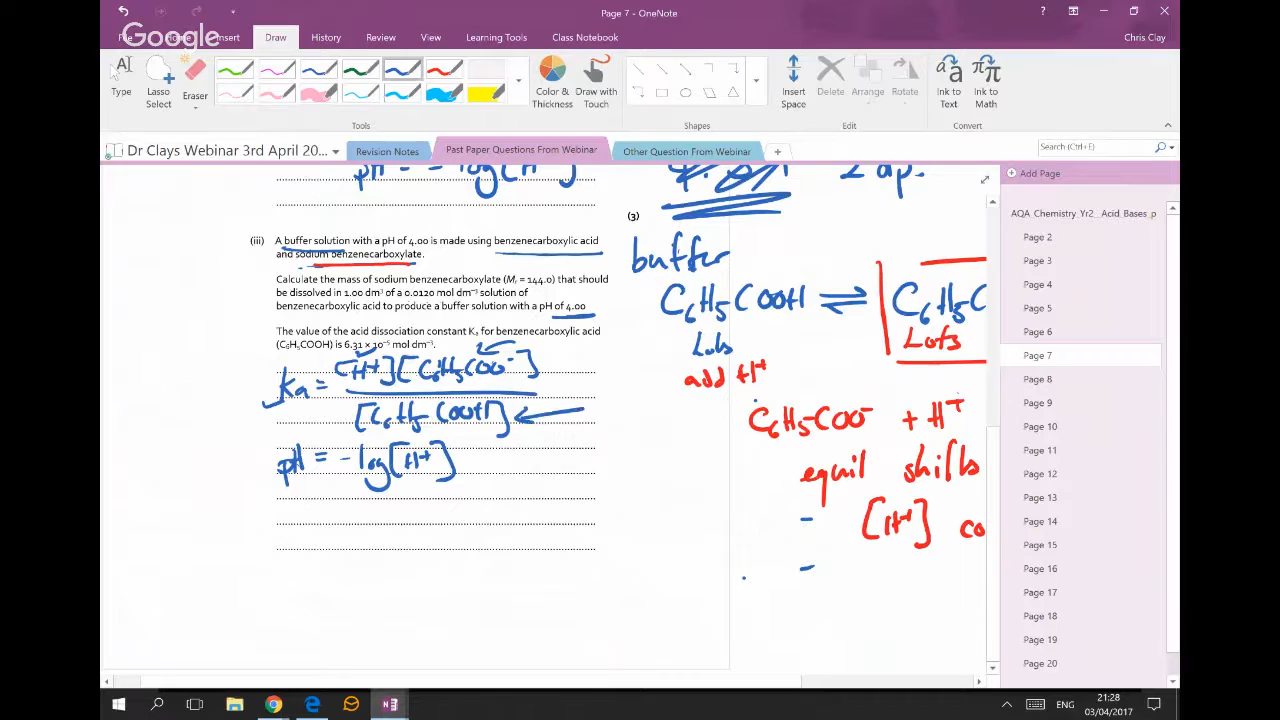 Page 7 - OneNote
?
Chris Clay
Google
Insert
Draw
History
Review
View
Learning Tools
Class Notebook
Type
Lasso Select
Eraser
Color & Thickness
Draw with Touch
Insert Space
Delete
Arrange
Rotate
Ink to Text
Ink to Math
Tools
Shapes
Edit
Convert
Dr Clays Webinar 3rd April 20...
Revision Notes
Past Paper Questions From Webinar
Other Question From Webinar
+
Search (Ctrl+E)
Add Page
AQA_Chemistry_Yr2_ Acid_Bases_p
Page 2
Page 3
Page 4
Page 5
Page 6
Page 7
Page 8
Page 9
Page 10
Page 11
Page 12
Page 13
Page 14
Page 15
Page 16
Page 17
Page 18
Page 19
Page 20
pH = - log[H+]
2 dp.
(3)
(iii) A buffer solution with a pH of 4.00 is made using benzenecarboxylic acid
and sodium benzenecarboxylate.
Calculate the mass of sodium benzenecarboxylate (Mr = 144.0) that should
be dissolved in 1.00 dm³ of a 0.0120 mol dm⁻³ solution of
benzenecarboxylic acid to produce a buffer solution with a pH of 4.00
The value of the acid dissociation constant Ka for benzenecarboxylic acid
(C₆H₅COOH) is 6.31 × 10⁻⁵ mol dm⁻³.
Ka = [H+][C₆H₅COO⁻]
[C₆H₅COOH]
pH = -log[H+]
buffer
C₆H₅COOH ⇌ C₆H₅C
Lots
Lots
add H+
C₆H₅COO⁻ + H+
equil shifts
[H+] co
ENG
21:28
03/04/2017